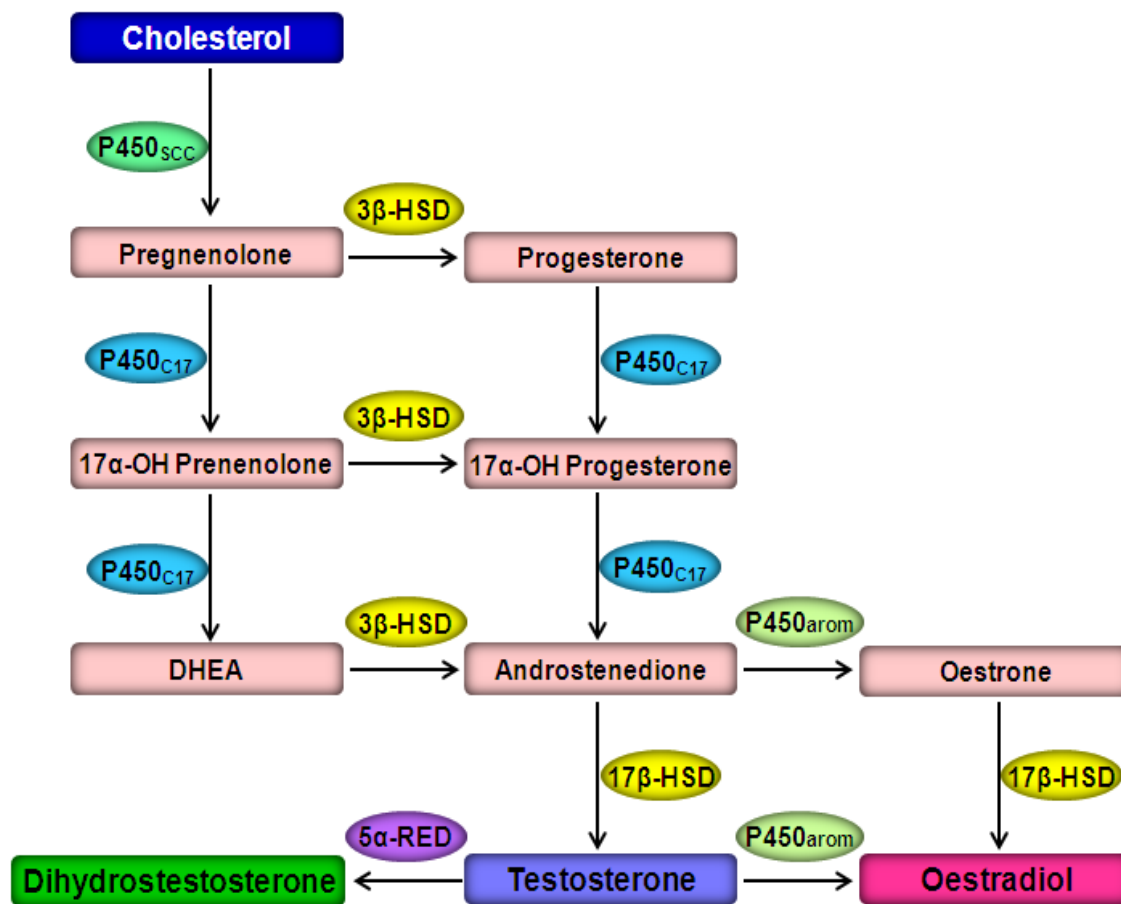 Cholesterol
P450SCC
3β-HSD
Pregnenolone
Progesterone
P450C17
P450C17
3β-HSD
17α-OH Prenenolone
17α-OH Progesterone
P450C17
P450C17
3β-HSD
P450arom
DHEA
Androstenedione
Oestrone
17β-HSD
17β-HSD
5α-RED
P450arom
Dihydrostestosterone
Testosterone
Oestradiol